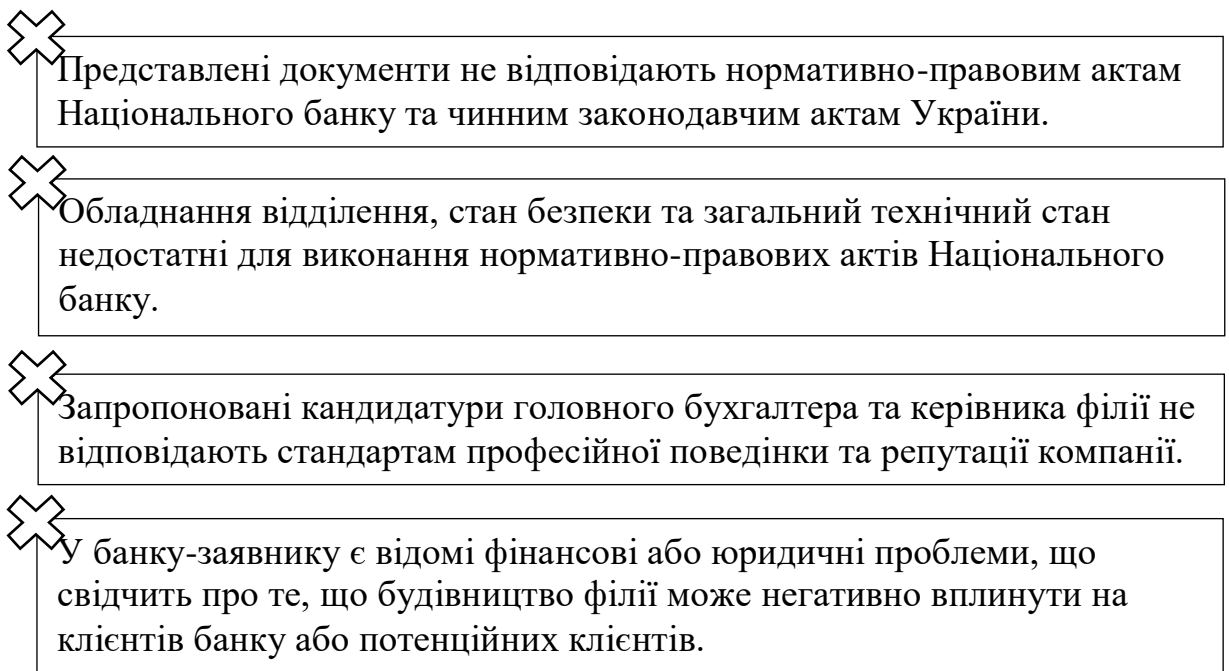 Представлені документи не відповідають нормативно-правовим актам
Національного банку та чинним законодавчим актам України.
Обладнання відділення, стан безпеки та загальний технічний стан
недостатні для виконання нормативно-правових актів Національного
банку.
Запропоновані кандидатури головного бухгалтера та керівника філії не
відповідають стандартам професійної поведінки та репутації компанії.
У банку-заявнику є відомі фінансові або юридичні проблеми, що
свідчить про те, що будівництво філії може негативно вплинути на
клієнтів банку або потенційних клієнтів.